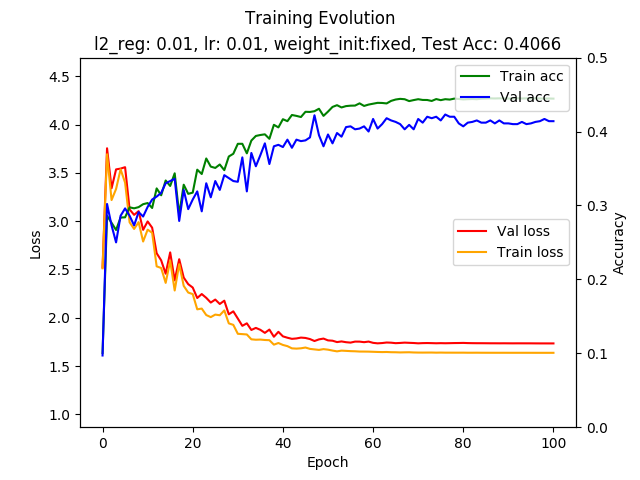 Training Evolution
l2_reg: 0.01, lr: 0.01, weight_init:fixed, Test Acc: 0.4066
4.5
4.0
3.5
3.0
2.5
2.0
1.5
1.0
Loss
0
20
40
60
80
100
Epoch
0.5
0.4
0.3
0.2
0.1
0.0
Accuracy
Train acc
Val acc
Val loss
Train loss